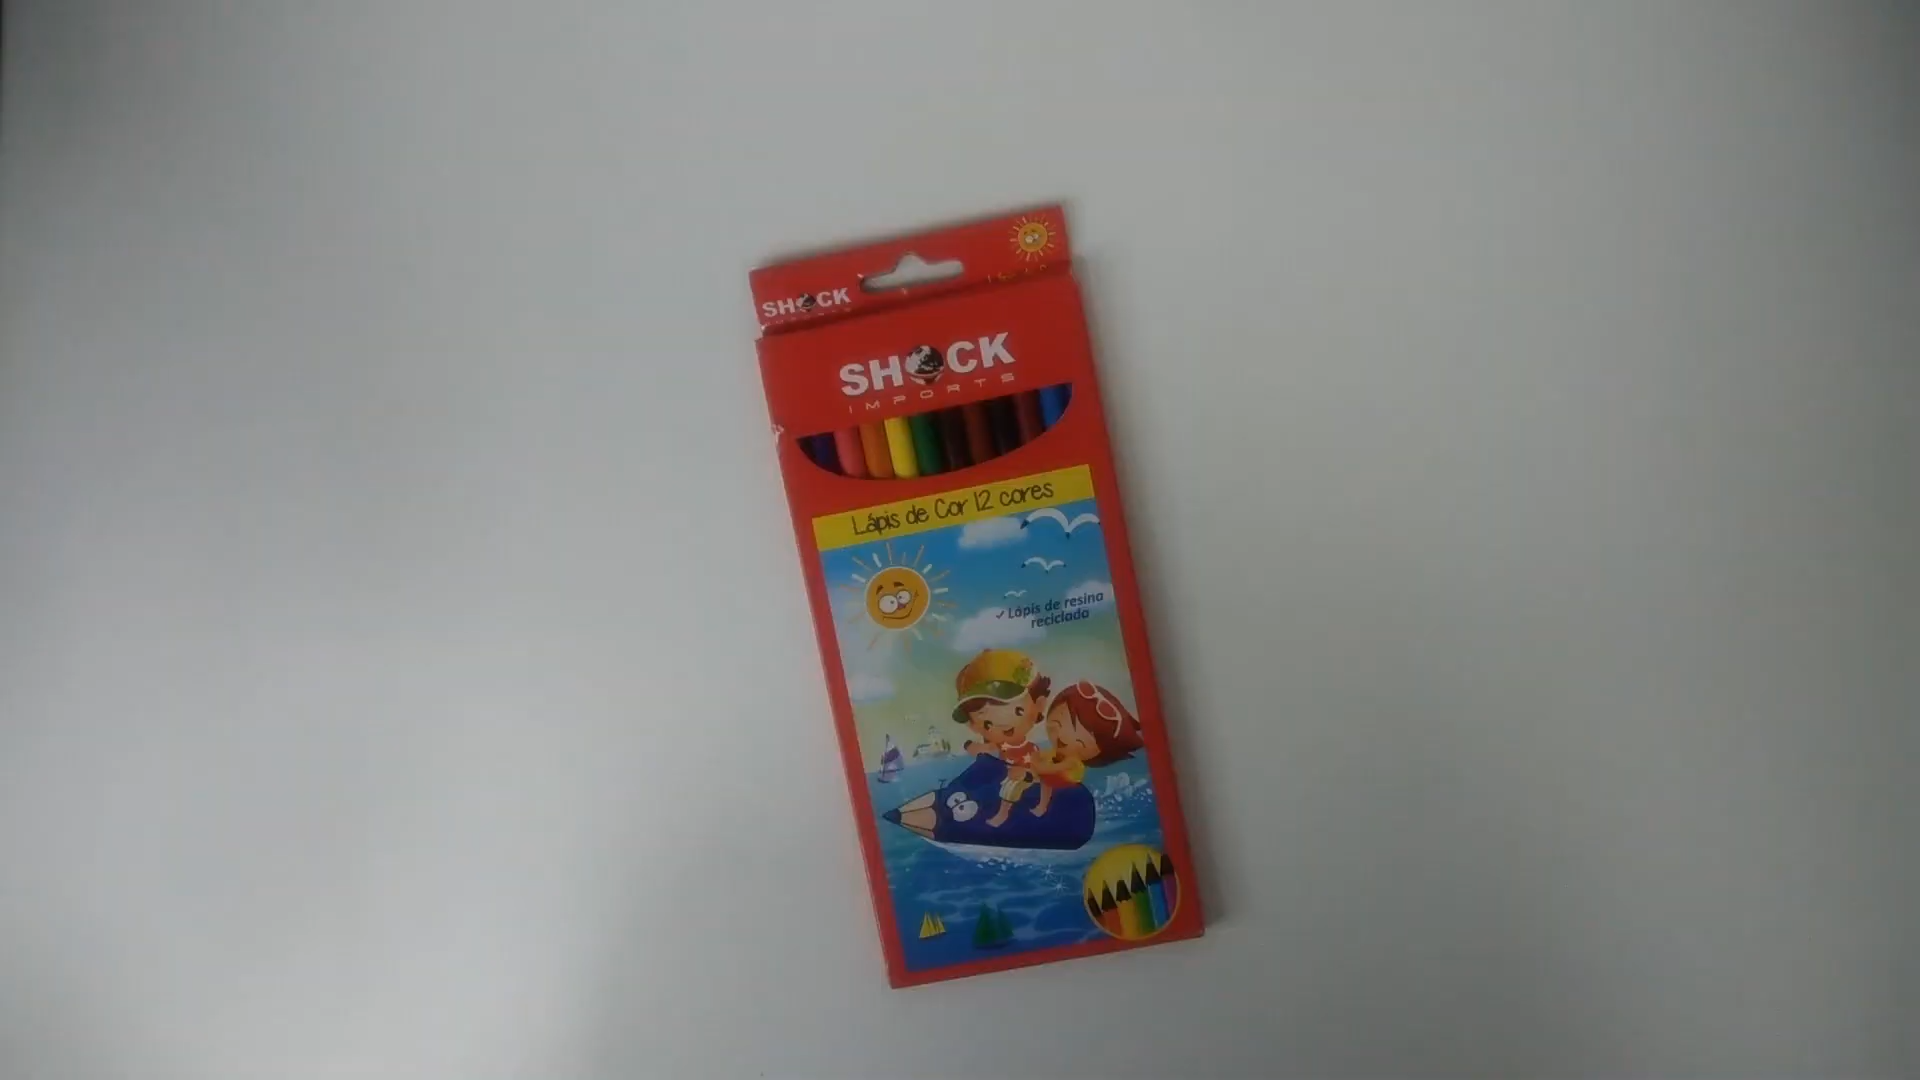 SHOCK
SHOCK
IMPORTS
Lápis de Cor 12 cores
✓ Lápis de resina
reciclada